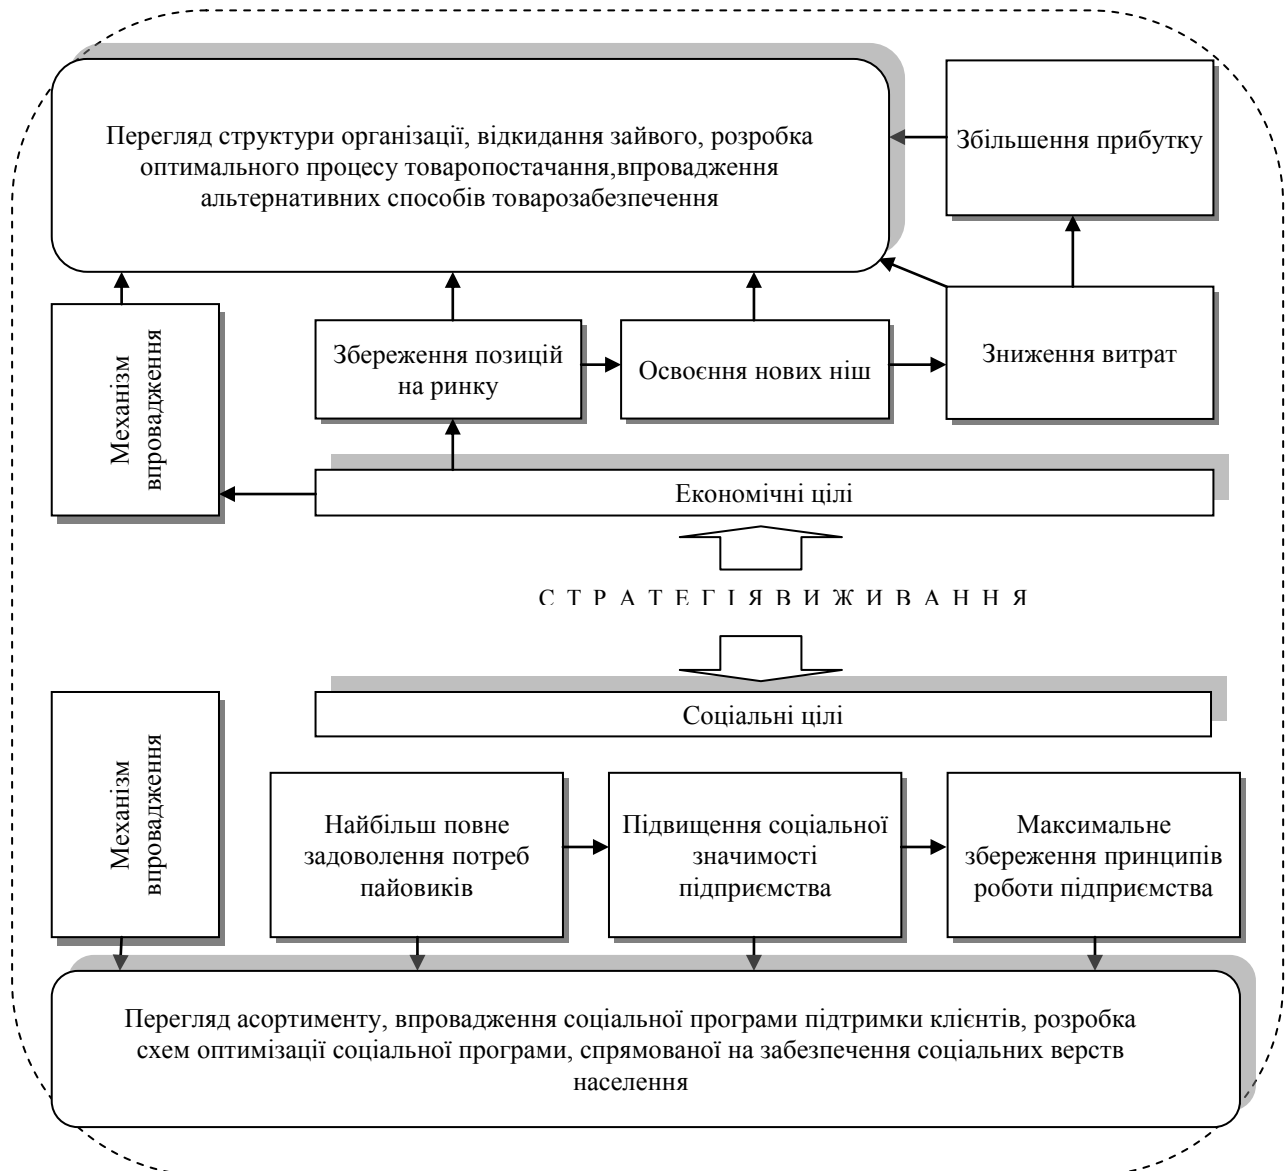 Перегляд структури організації, відкидання зайвого, розробка
оптимального процесу товаропостачання,впровадження
альтернативних способів товарозабезпечення
Збільшення прибутку
Механізм
впровадження
Збереження позицій
на ринку
Освоєння нових ніш
Зниження витрат
Економічні цілі
С Т Р А Т Е Г І Я В И Ж И В А Н Н Я
Соціальні цілі
Механізм
впровадження
Найбільш повне
задоволення потреб
пайовиків
Підвищення соціальної
значимості
підприємства
Максимальне
збереження принципів
роботи підприємства
Перегляд асортименту, впровадження соціальної програми підтримки клієнтів, розробка
схем оптимізації соціальної програми, спрямованої на забезпечення соціальних верств
населення